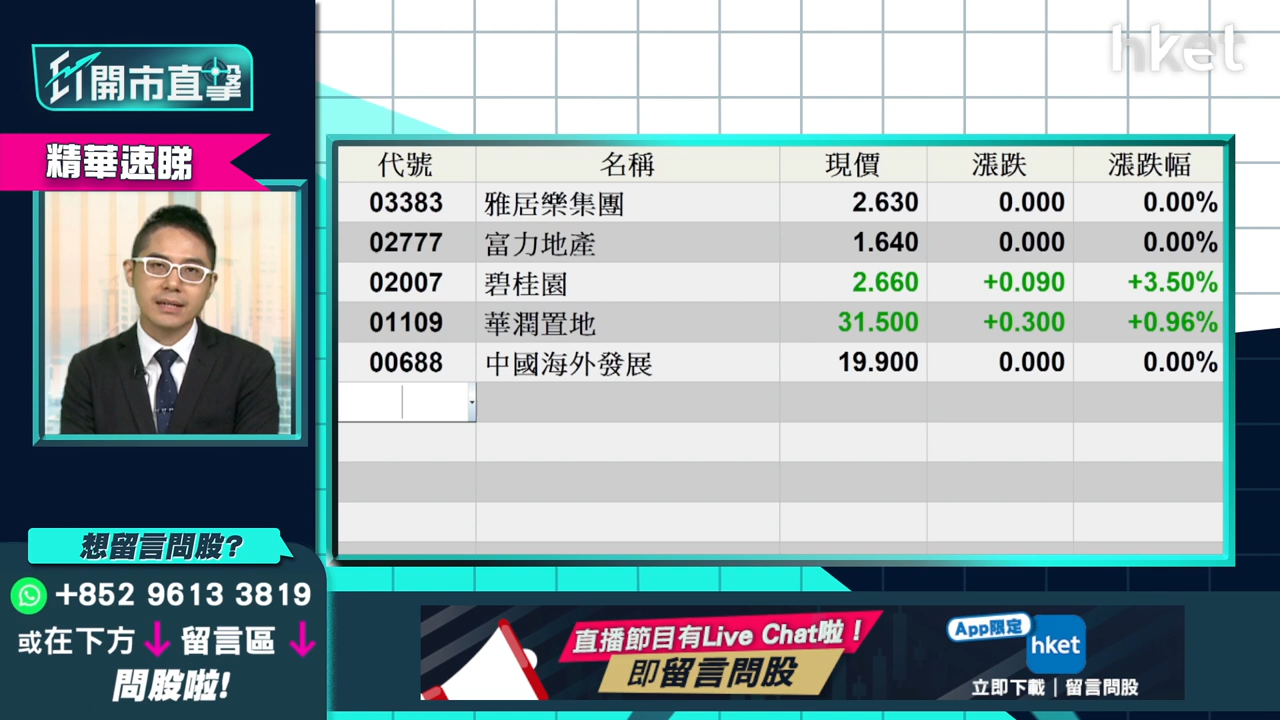 ET開市直擊
hket
精華速睇
代號 名稱 現價 漲跌 漲跌幅
03383 雅居樂集團 2.630 0.000 0.00%
02777 富力地產 1.640 0.000 0.00%
02007 碧桂園 2.660 +0.090 +3.50%
01109 華潤置地 31.500 +0.300 +0.96%
00688 中國海外發展 19.900 0.000 0.00%
想留言問股?
+852 9613 3819
或在下方 留言區
問股啦!
直播節目有Live Chat啦！
即留言問股
App限定
hket
立即下載｜留言問股